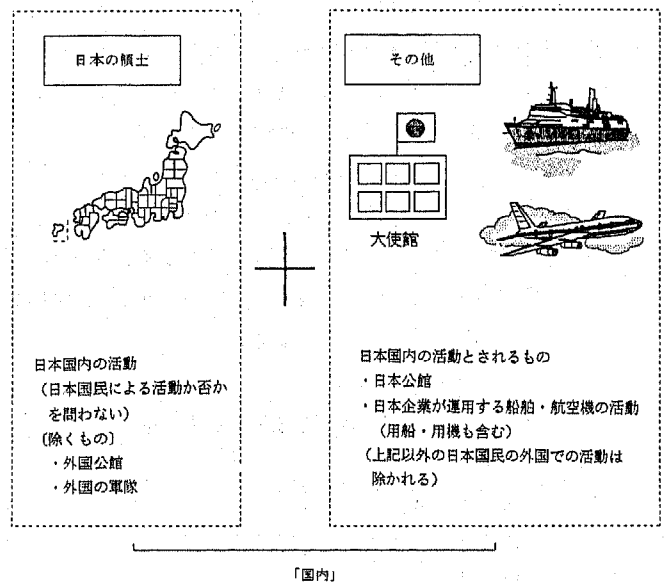 日本の領土
日本国内の活動
(日本国民による活動か否か
を問わない)
〔除くもの〕
・外国公館
・外国の軍隊
その他
大使館
日本国内の活動とされるもの
・日本公館
・日本企業が運用する船舶・航空機の活動
(用船・用機も含む)
(上記以外の日本国民の外国での活動は
除かれる)
「国内」